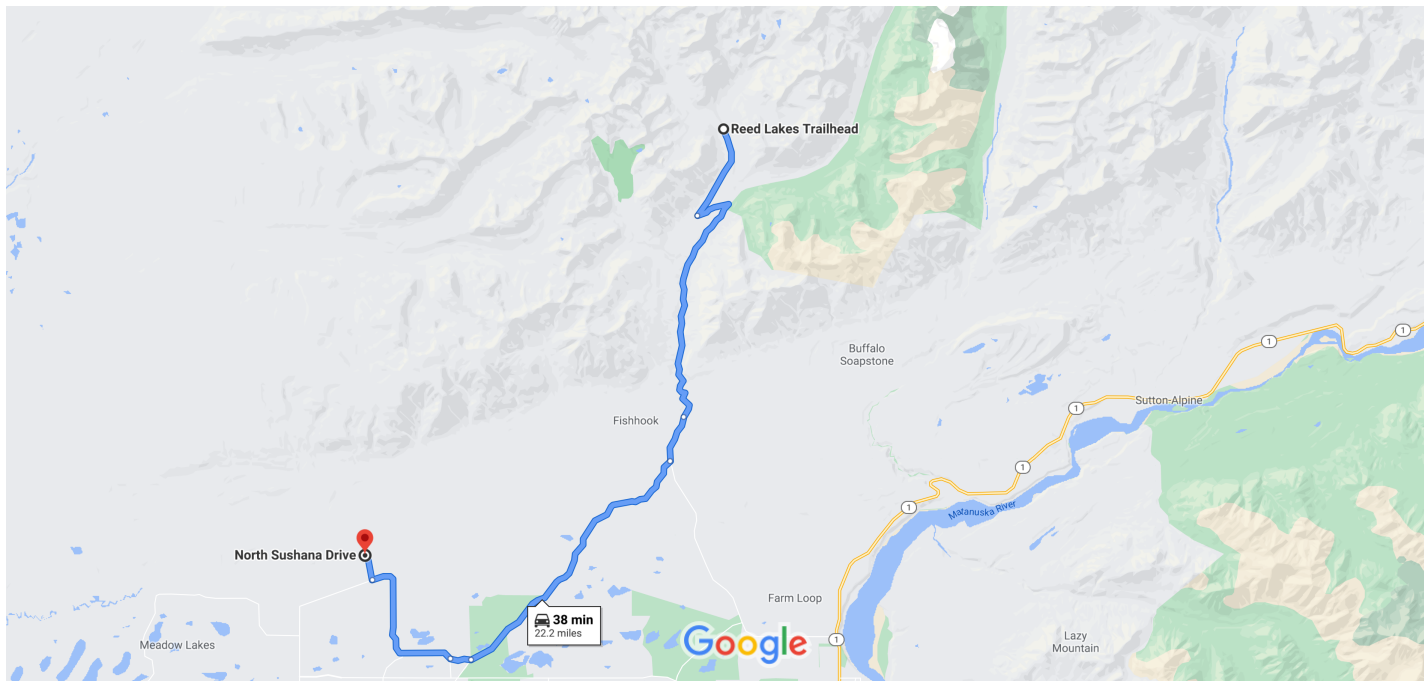 Reed Lakes Trailhead
1
1
Buffalo
Soapstone
Sutton-Alpine
1
Fishhook
1
1
Matanuska River
North Sushana Drive
Farm Loop
38 min
22.2 miles
1
Meadow Lakes
Google
Lazy
Mountain